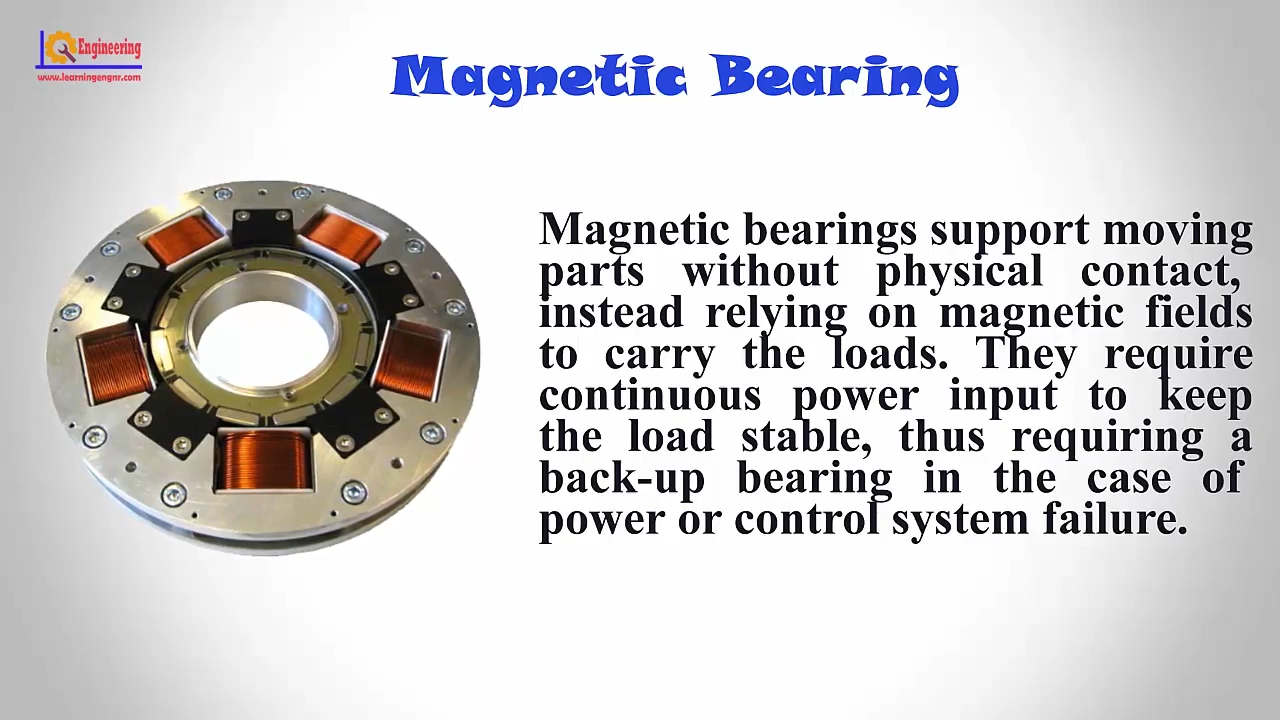 Engineering
www.learningengnr.com
Magnetic Bearing
Magnetic bearings support moving
parts without physical contact,
instead relying on magnetic fields
to carry the loads. They require
continuous power input to keep
the load stable, thus requiring a
back-up bearing in the case of
power or control system failure.